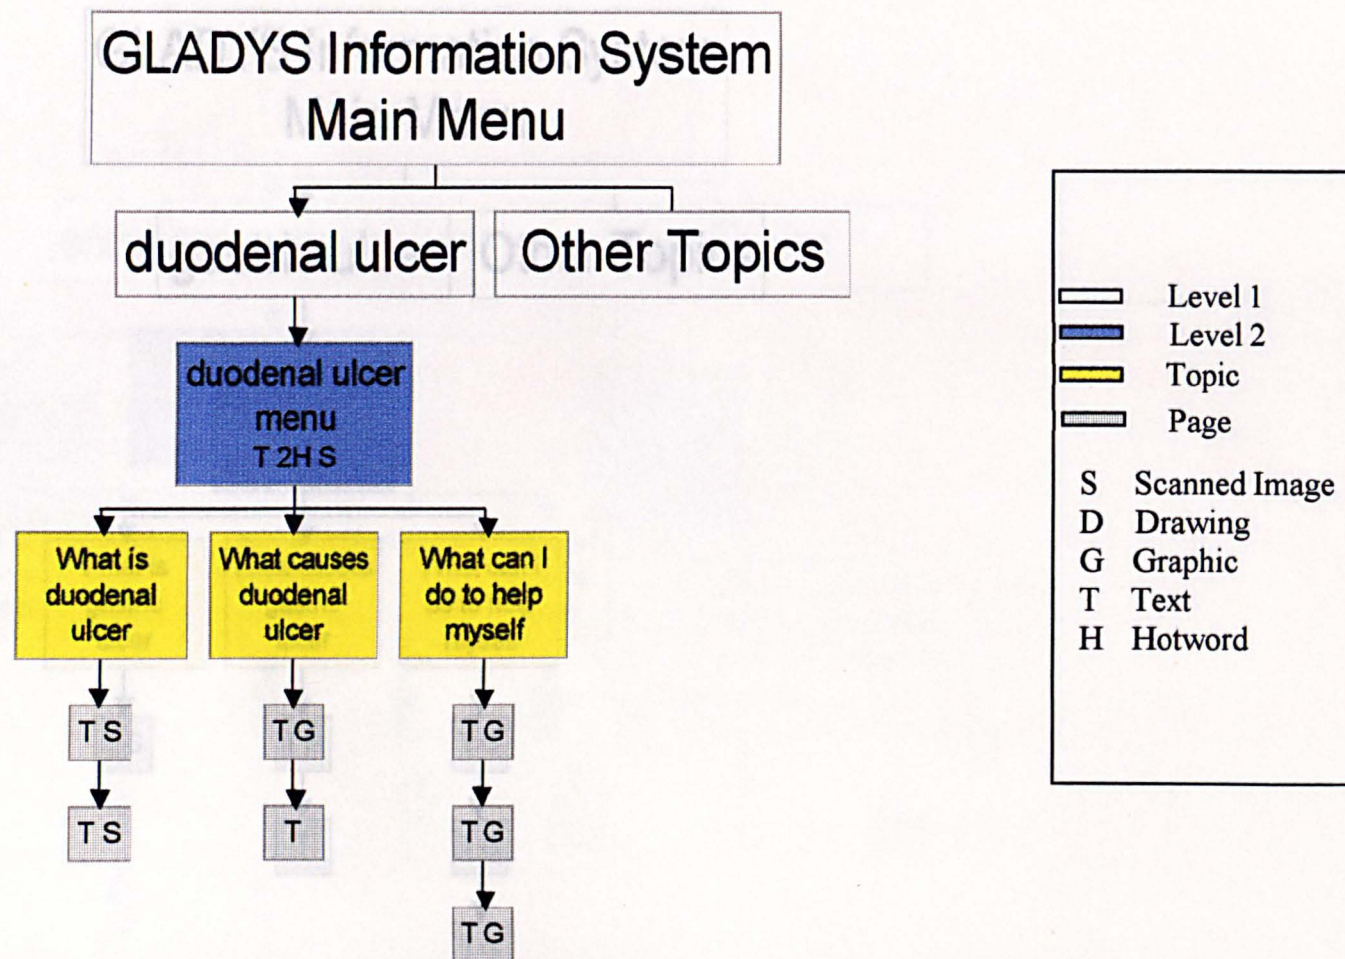 GLADYS Information System
Main Menu
duodenal ulcer
Other Topics
duodenal ulcer
menu
T 2H S
What is
duodenal
ulcer
What causes
duodenal
ulcer
What can I
do to help
myself
T S
T G
T G
T S
T
T G
T G
Level 1
Level 2
Topic
Page
S Scanned Image
D Drawing
G Graphic
T Text
H Hotword